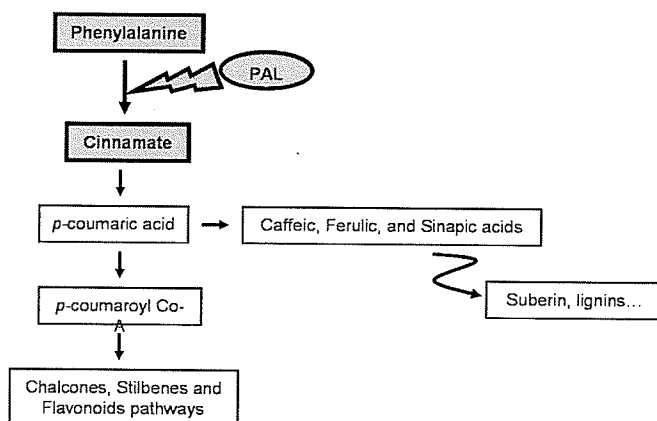 Phenylalanine
PAL
Cinnamate
p-coumaric acid
Caffeic, Ferulic, and Sinapic acids
p-coumaroyl Co-
A
Suberin, lignins...
Chalcones, Stilbenes and
Flavonoids pathways